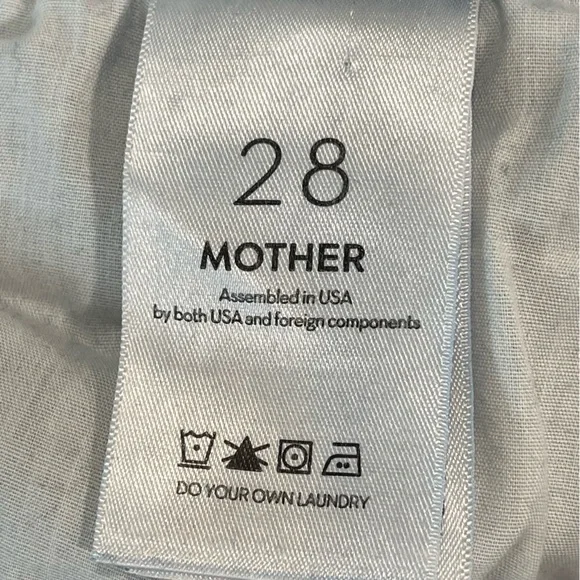 28
MOTHER
Assembled in USA
by both USA and foreign components
DO YOUR OWN LAUNDRY